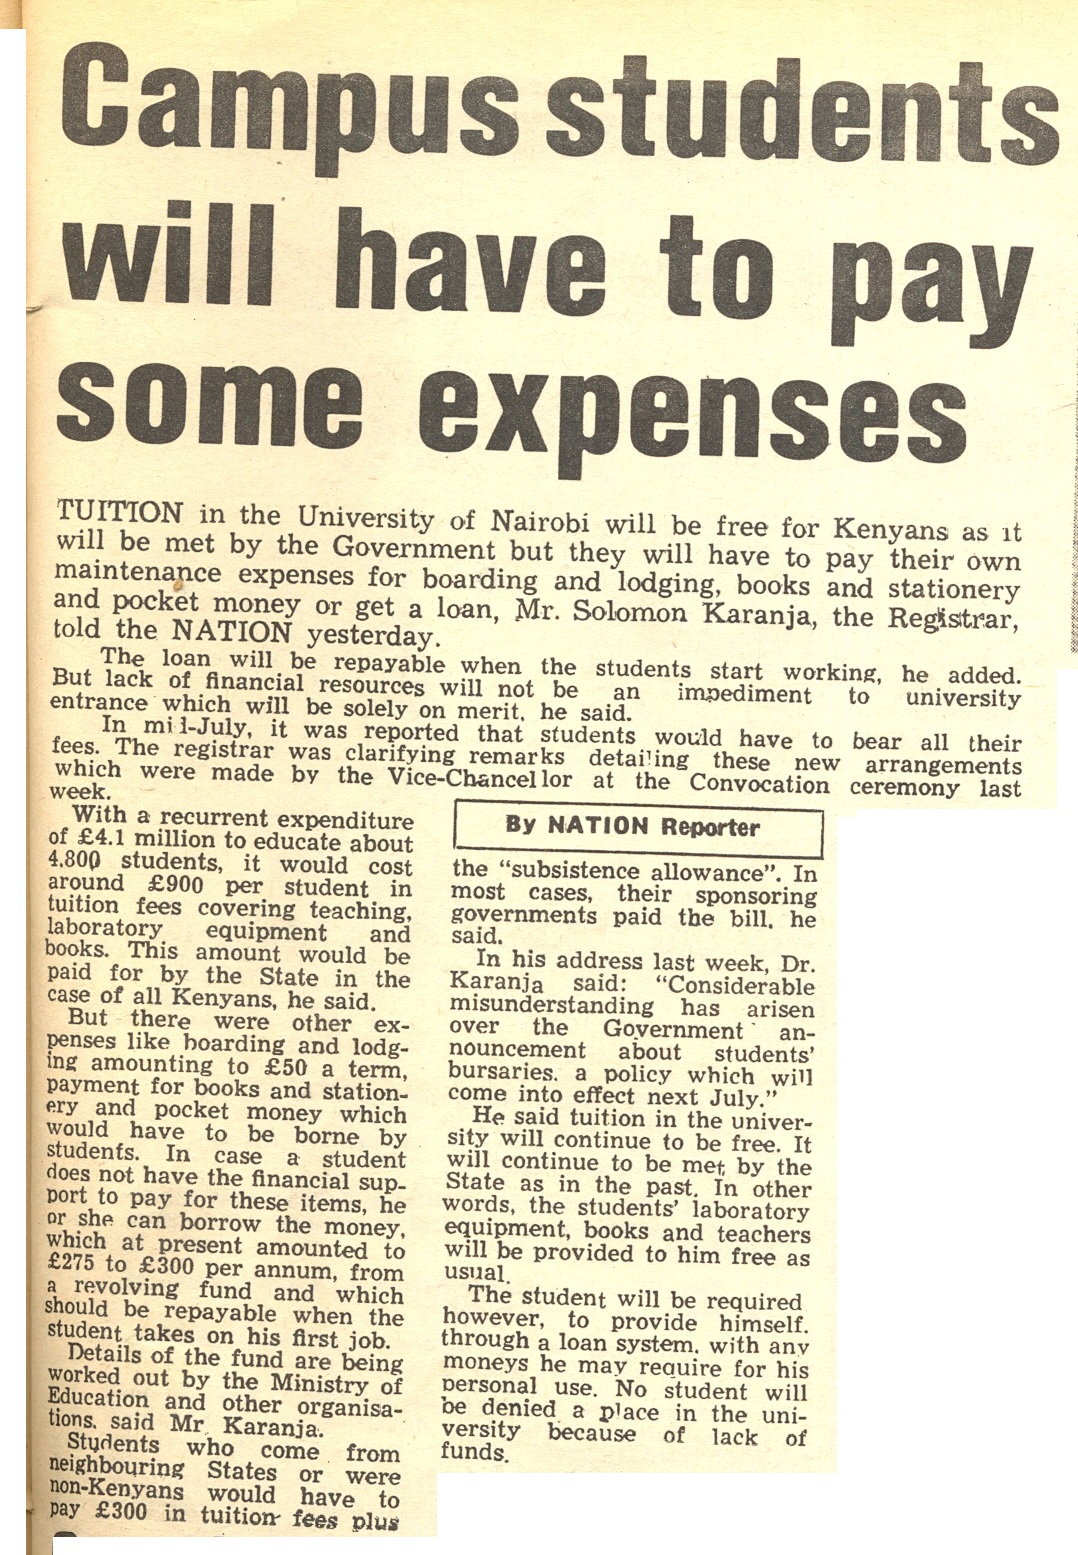 Campus students
will have to pay
some expenses
TUITION in the University of Nairobi will be free for Kenyans as it
will be met by the Government but they will have to pay their own
maintenance expenses for boarding and lodging, books and stationery
and pocket money or get a loan, Mr. Solomon Karanja, the Registrar,
told the NATION yesterday.
The loan will be repayable when the students start working, he added.
But lack of financial resources will not be an impediment to university
entrance which will be solely on merit, he said.
In mid-July, it was reported that students would have to bear all their
fees. The registrar was clarifying remarks detailing these new arrangements
which were made by the Vice-Chancellor at the Convocation ceremony last
week.
With a recurrent expenditure
of £4.1 million to educate about
4,800 students, it would cost
around £900 per student in
tuition fees covering teaching,
laboratory equipment and
books. This amount would be
paid for by the State in the
case of all Kenyans, he said.
But there were other ex-
penses like boarding and lodg-
ing amounting to £50 a term,
payment for books and station-
ery and pocket money which
would have to be borne by
students. In case a student
does not have the financial sup-
port to pay for these items, he
or she can borrow the money,
which at present amounted to
£275 to £300 per annum, from
a revolving fund and which
should be repayable when the
student takes on his first job.
Details of the fund are being
worked out by the Ministry of
Education and other organisa-
tions, said Mr. Karanja.
Students who come from
neighbouring States or were
non-Kenyans would have to
pay £300 in tuition fees plus
By NATION Reporter
the "subsistence allowance". In
most cases, their sponsoring
governments paid the bill, he
said.
In his address last week, Dr.
Karanja said: "Considerable
misunderstanding has arisen
over the Government an-
nouncement about students'
bursaries, a policy which will
come into effect next July."
He said tuition in the univer-
sity will continue to be free. It
will continue to be met by the
State as in the past. In other
words, the students' laboratory
equipment, books and teachers
will be provided to him free as
usual.
The student will be required
however, to provide himself,
through a loan system, with any
moneys he may require for his
personal use. No student will
be denied a place in the uni-
versity because of lack of
funds.